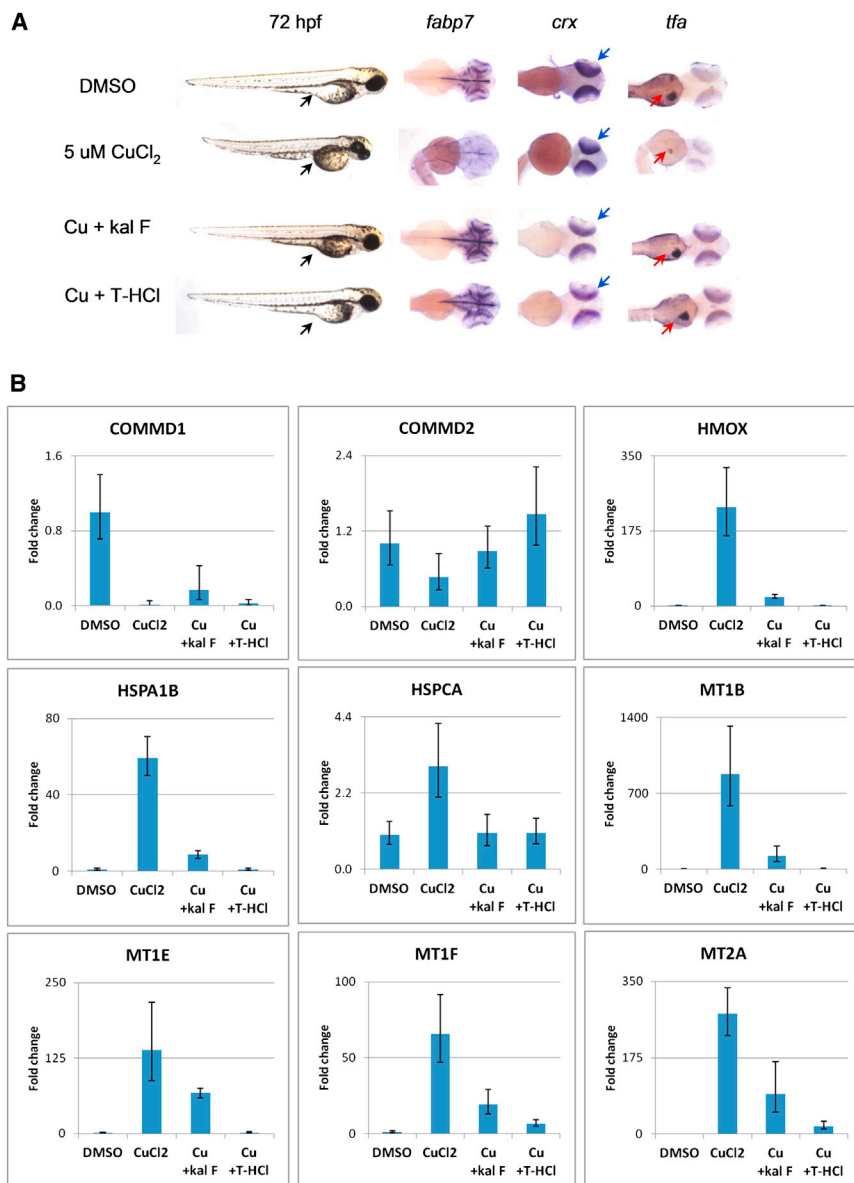 A
72 hpf fabp7 crx tfa
DMSO
5 uM CuCl₂
Cu + kal F
Cu + T-HCl
B
COMMD1
Fold change
1.6
0.8
0.0
DMSO CuCl2 Cu +kal F Cu +T-HCl
COMMD2
Fold change
2.4
1.2
0.0
DMSO CuCl2 Cu +kal F Cu +T-HCl
HMOX
Fold change
350
175
0
DMSO CuCl2 Cu +kal F Cu +T-HCl
HSPA1B
Fold change
80
40
0
DMSO CuCl2 Cu +kal F Cu +T-HCl
HSPCA
Fold change
4.4
2.2
0.0
DMSO CuCl2 Cu +kal F Cu +T-HCl
MT1B
Fold change
1400
700
0
DMSO CuCl2 Cu +kal F Cu +T-HCl
MT1E
Fold change
250
125
0
DMSO CuCl2 Cu +kal F Cu +T-HCl
MT1F
Fold change
100
50
0
DMSO CuCl2 Cu +kal F Cu +T-HCl
MT2A
Fold change
350
175
0
DMSO CuCl2 Cu +kal F Cu +T-HCl